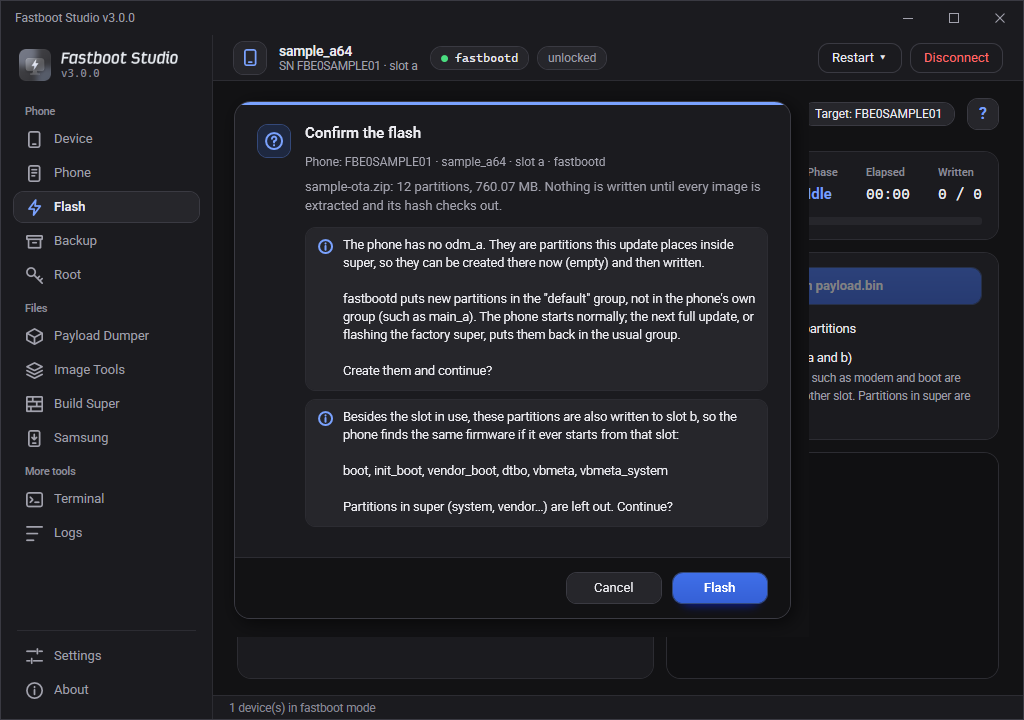 Fastboot Studio v3.0.0
Fastboot Studio
v3.0.0
Phone
Device
Phone
Flash
Backup
Root
Files
Payload Dumper
Image Tools
Build Super
Samsung
More tools
Terminal
Logs
Settings
About
sample_a64
SN FBE0SAMPLE01 · slot a
fastbootd
unlocked
Restart
Disconnect
Target: FBE0SAMPLE01
?
Phase
Elapsed
Written
Idle
00:00
0 / 0
payload.bin
partitions
a and b)
such as modem and boot are
other slot. Partitions in super are
Confirm the flash
Phone: FBE0SAMPLE01 · sample_a64 · slot a · fastbootd
sample-ota.zip: 12 partitions, 760.07 MB. Nothing is written until every image is
extracted and its hash checks out.
The phone has no odm_a. They are partitions this update places inside
super, so they can be created there now (empty) and then written.
fastbootd puts new partitions in the "default" group, not in the phone's own
group (such as main_a). The phone starts normally; the next full update, or
flashing the factory super, puts them back in the usual group.
Create them and continue?
Besides the slot in use, these partitions are also written to slot b, so the
phone finds the same firmware if it ever starts from that slot:
boot, init_boot, vendor_boot, dtbo, vbmeta, vbmeta_system
Partitions in super (system, vendor...) are left out. Continue?
Cancel
Flash
1 device(s) in fastboot mode